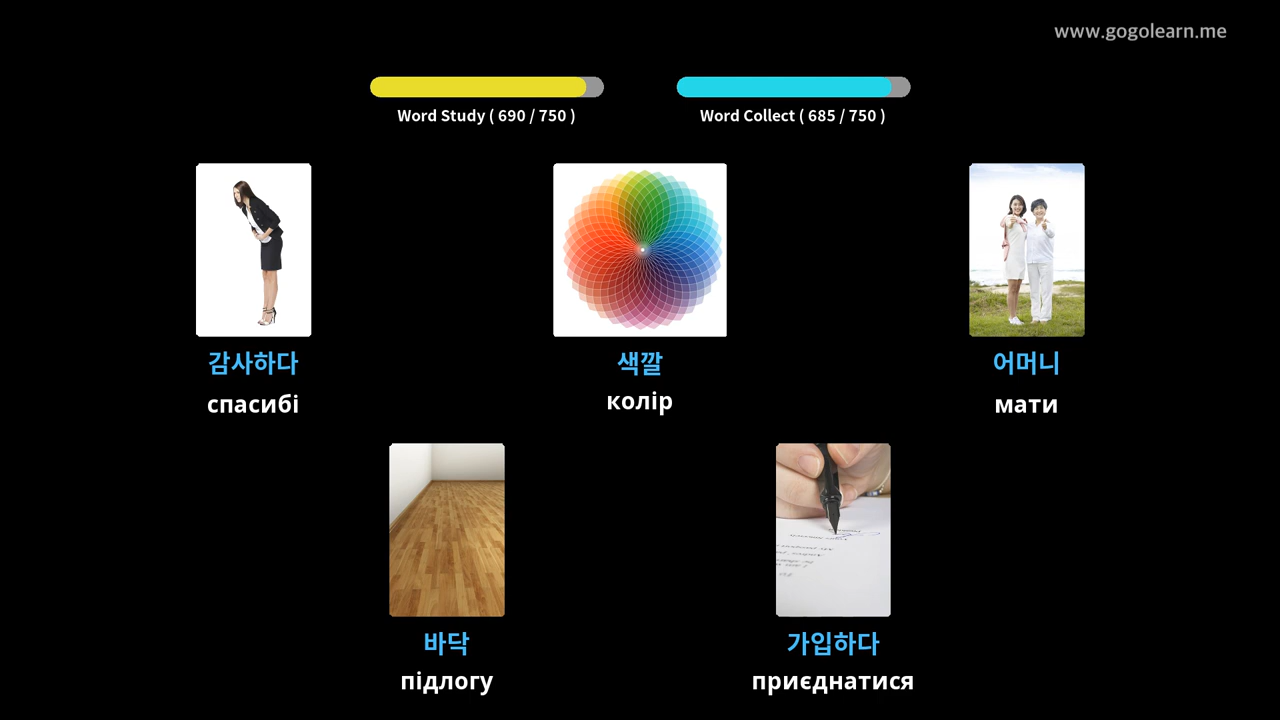 www.gogolearn.me
Word Study ( 690 / 750 )
Word Collect ( 685 / 750 )
감사하다
спасибі
색깔
колір
어머니
мати
바닥
підлогу
가입하다
приєднатися